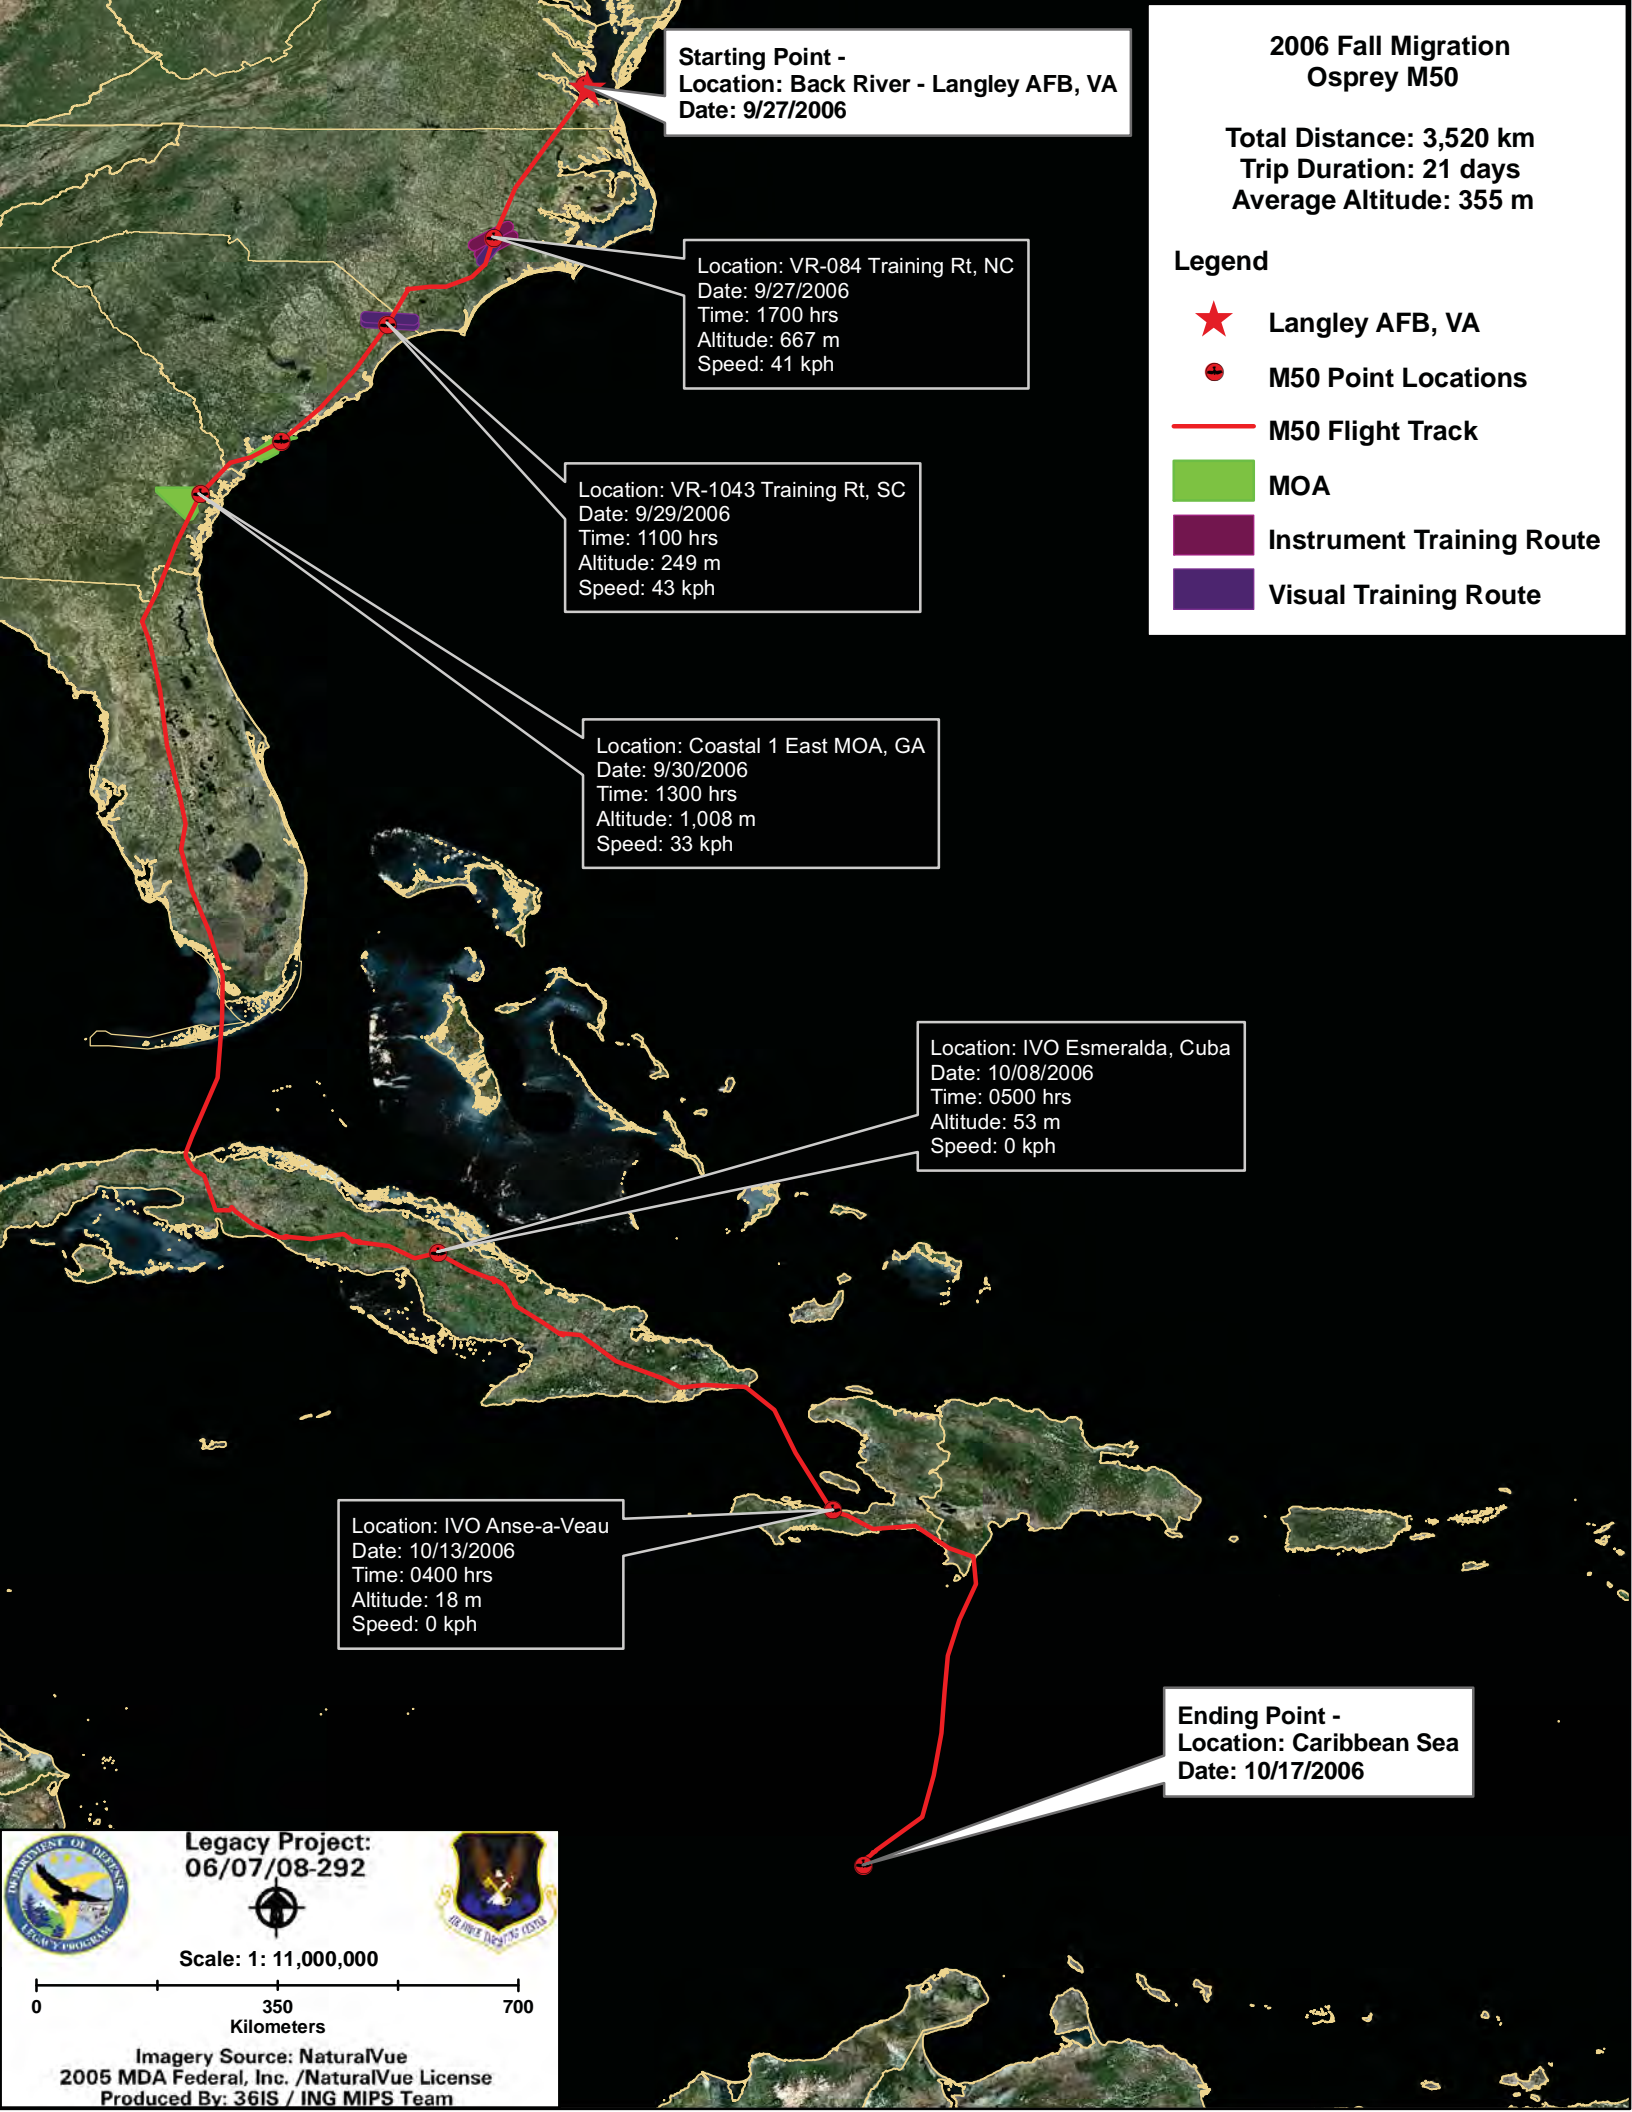 Starting Point -
Location: Back River - Langley AFB, VA
Date: 9/27/2006
2006 Fall Migration
Osprey M50
Total Distance: 3,520 km
Trip Duration: 21 days
Average Altitude: 355 m
Legend
Langley AFB, VA
M50 Point Locations
M50 Flight Track
MOA
Instrument Training Route
Visual Training Route
Location: VR-084 Training Rt, NC
Date: 9/27/2006
Time: 1700 hrs
Altitude: 667 m
Speed: 41 kph
Location: VR-1043 Training Rt, SC
Date: 9/29/2006
Time: 1100 hrs
Altitude: 249 m
Speed: 43 kph
Location: Coastal 1 East MOA, GA
Date: 9/30/2006
Time: 1300 hrs
Altitude: 1,008 m
Speed: 33 kph
Location: IVO Esmeralda, Cuba
Date: 10/08/2006
Time: 0500 hrs
Altitude: 53 m
Speed: 0 kph
Location: IVO Anse-a-Veau
Date: 10/13/2006
Time: 0400 hrs
Altitude: 18 m
Speed: 0 kph
Ending Point -
Location: Caribbean Sea
Date: 10/17/2006
DEPARTMENT OF DEFENSE
LEGACY PROGRAM
Legacy Project:
06/07/08-292
AIR FORCE TARGETING CENTER
Scale: 1: 11,000,000
0 350 700
Kilometers
Imagery Source: NaturalVue
2005 MDA Federal, Inc. /NaturalVue License
Produced By: 36IS / ING MIPS Team